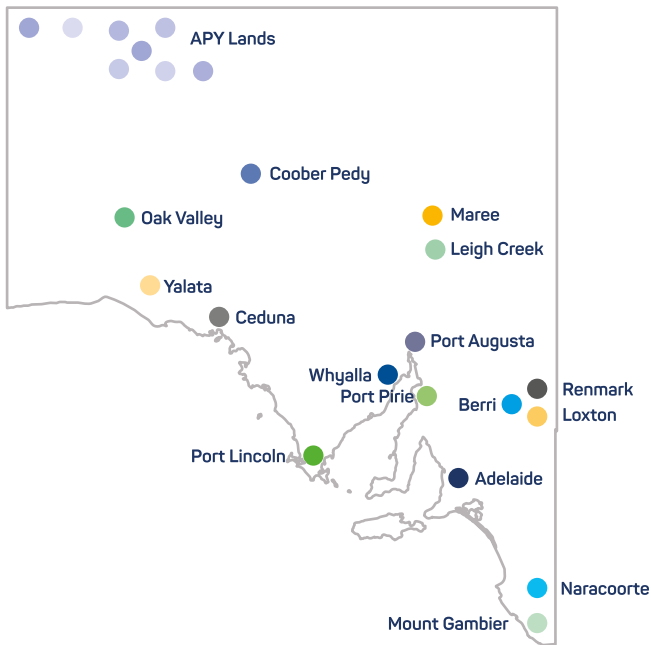 APY Lands
Coober Pedy
Oak Valley
Maree
Leigh Creek
Yalata
Ceduna
Port Augusta
Whyalla
Port Pirie
Renmark
Berri
Loxton
Port Lincoln
Adelaide
Naracoorte
Mount Gambier